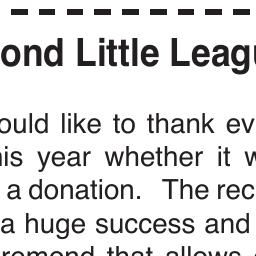 ond Little Leagu
ould like to thank ev
his year whether it w
a donation. The rec
a huge success and
romond that allows